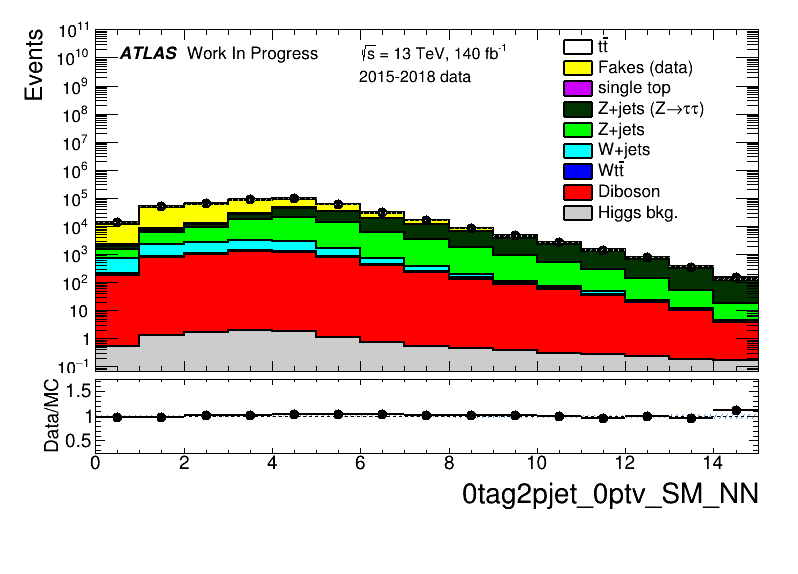 Events
10¹¹
10¹⁰
10⁹
10⁸
10⁷
10⁶
10⁵
10⁴
10³
10²
10
1
10⁻¹
ATLAS Work In Progress
√s = 13 TeV, 140 fb⁻¹
2015-2018 data
tt̄
Fakes (data)
single top
Z+jets (Z→ττ)
Z+jets
W+jets
Wtt̄
Diboson
Higgs bkg.
Data/MC
1.5
1
0.5
0 2 4 6 8 10 12 14
0tag2pjet_0ptv_SM_NN